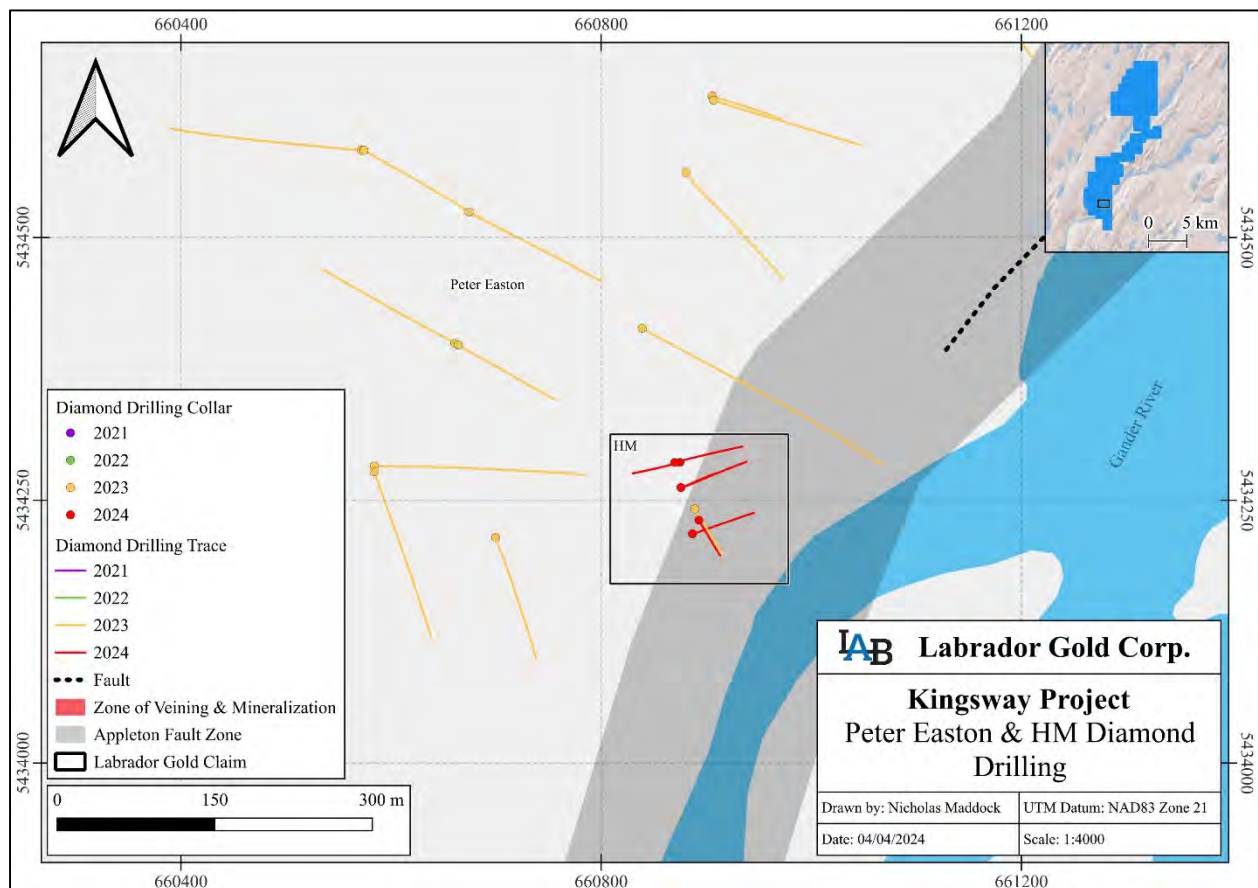 660400
660800
661200
5434500
5434250
5434000
5434500
5434250
5434000
0 5 km
Peter Easton
HM
Gander River
Diamond Drilling Collar
2021
2022
2023
2024
Diamond Drilling Trace
2021
2022
2023
2024
Fault
Zone of Veining & Mineralization
Appleton Fault Zone
Labrador Gold Claim
0 150 300 m
LAB Labrador Gold Corp.
Kingsway Project
Peter Easton & HM Diamond
Drilling
Drawn by: Nicholas Maddock
UTM Datum: NAD83 Zone 21
Date: 04/04/2024
Scale: 1:4000
660400
660800
661200